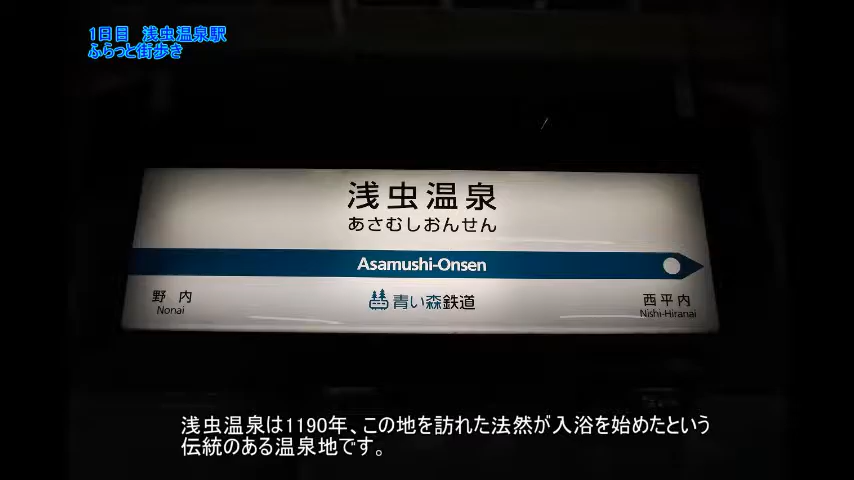 1日目　浅虫温泉駅
ふらっと街歩き
浅虫温泉
あさむしおんせん
Asamushi-Onsen
野内
Nonai
青い森鉄道
西平内
Nishi-Hiranai
浅虫温泉は1190年、この地を訪れた法然が入浴を始めたという
伝統のある温泉地です。